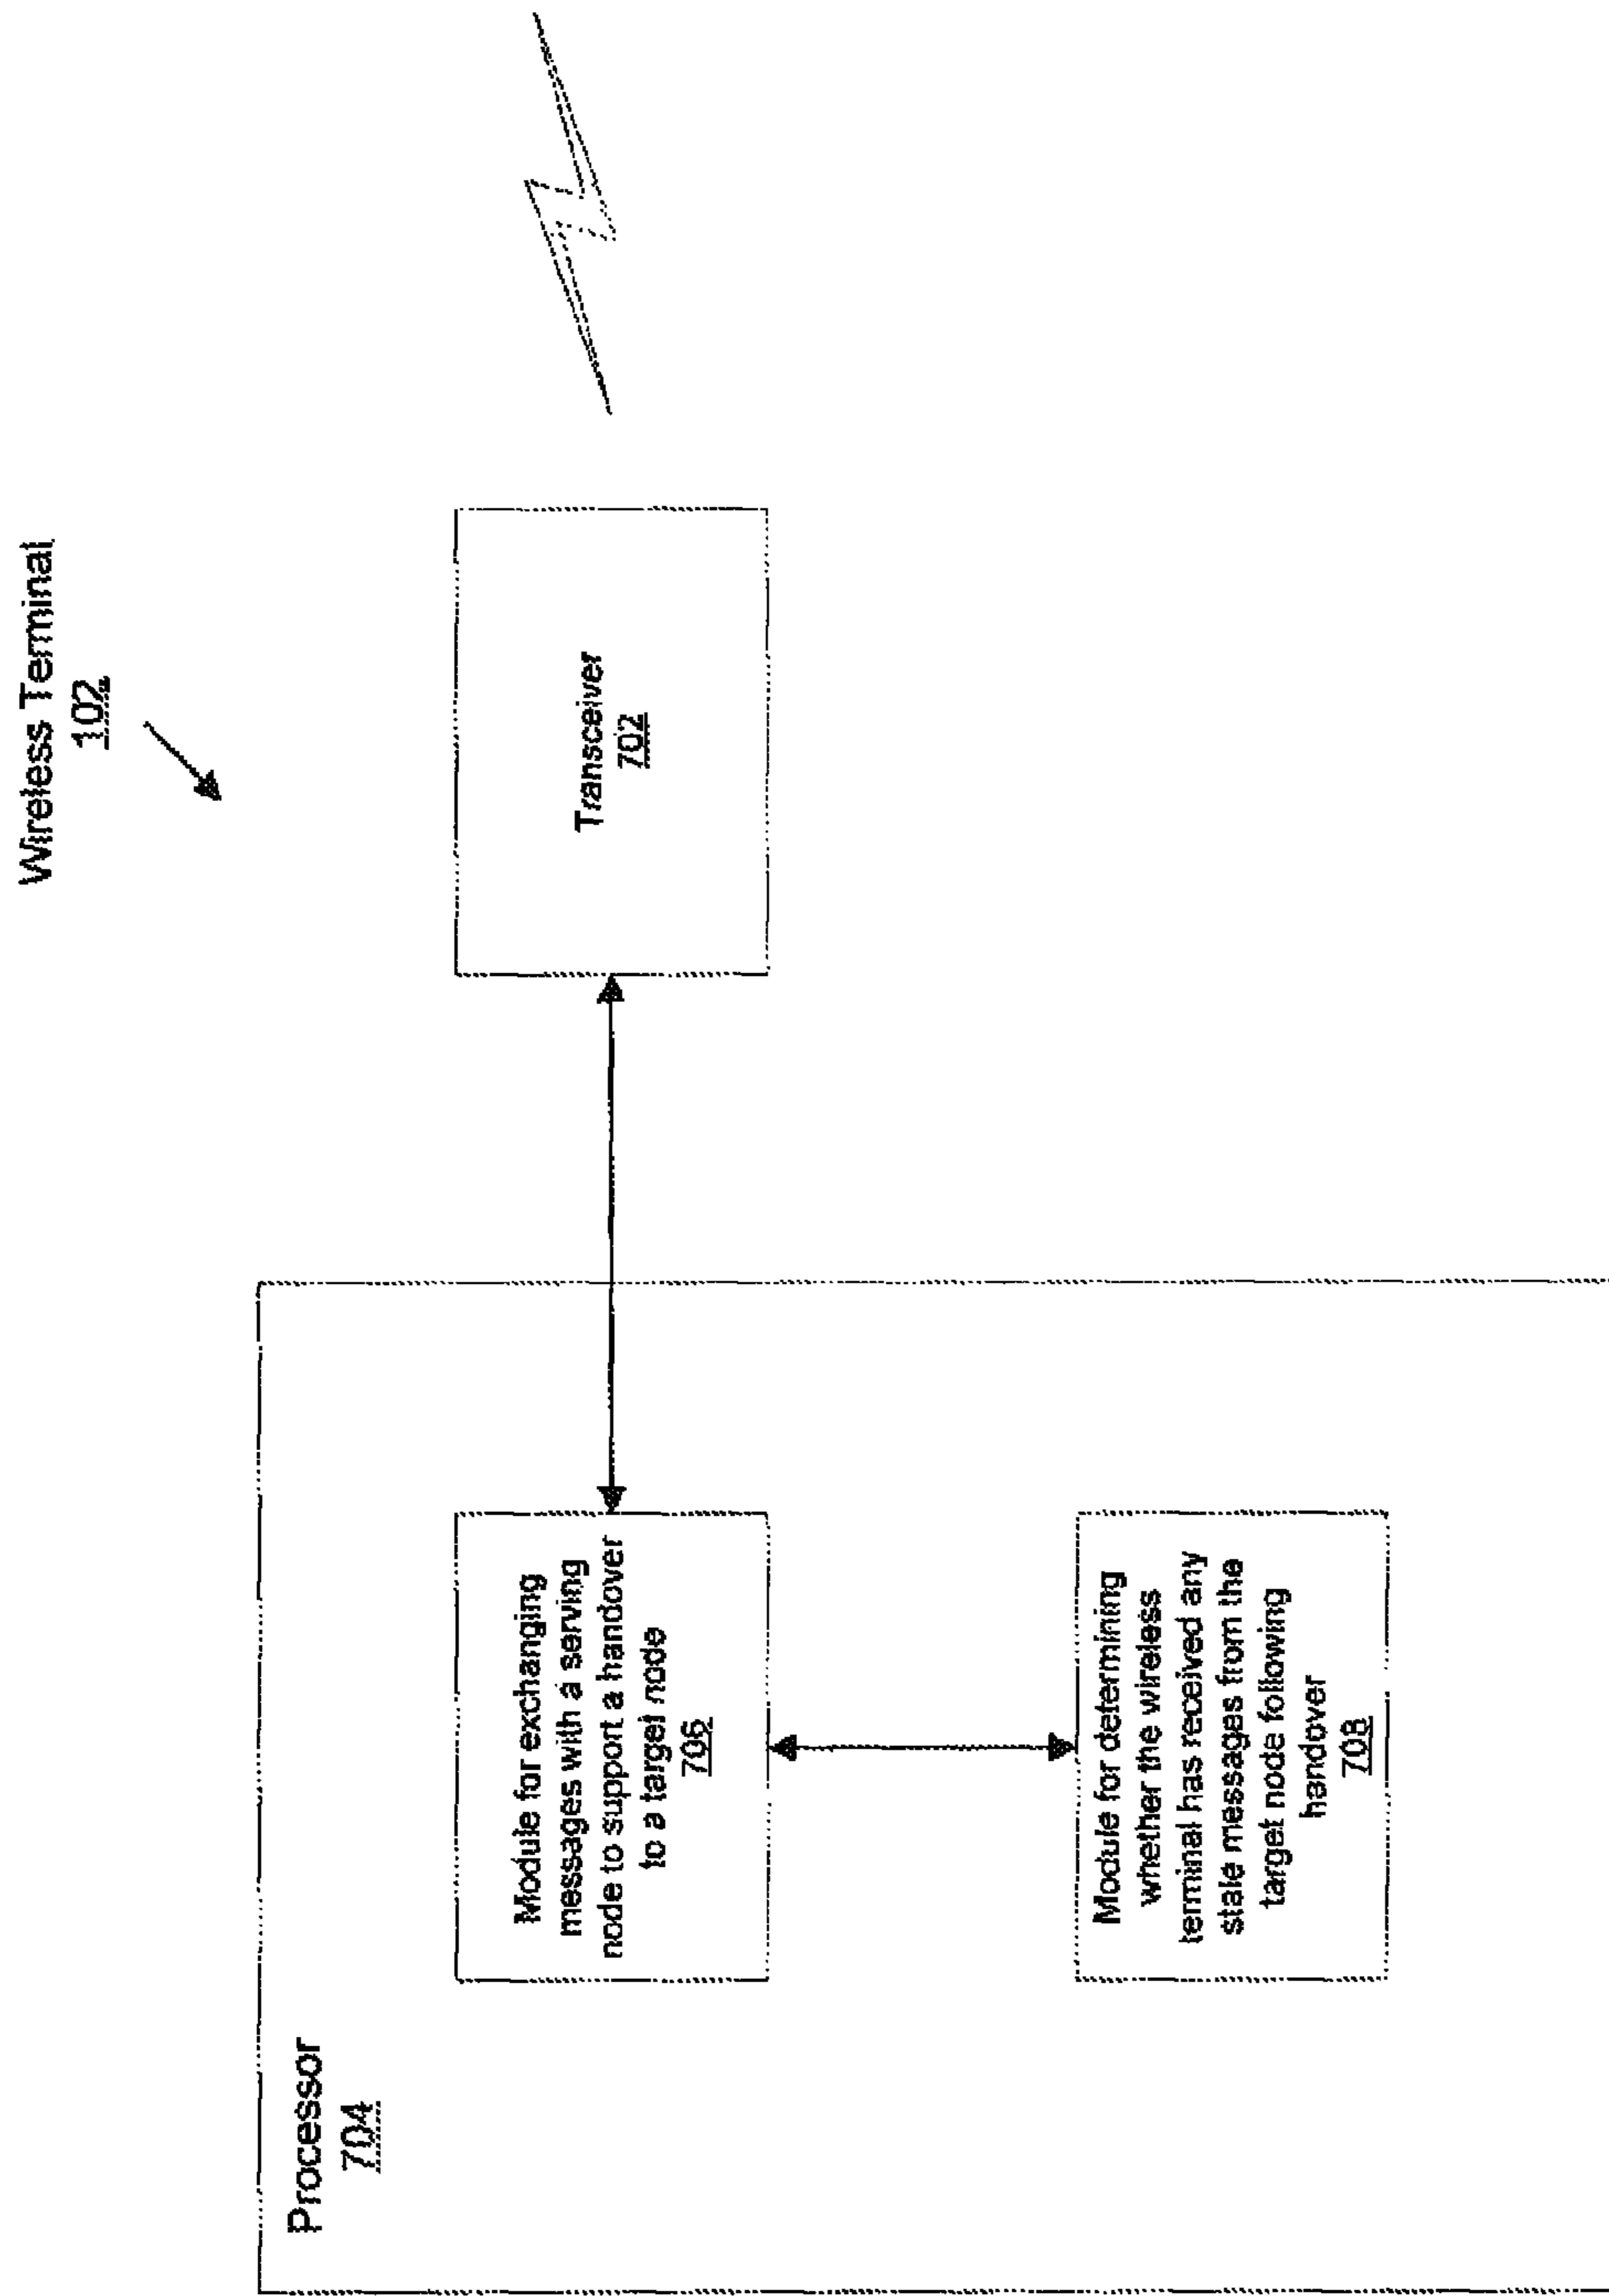 Wireless Terminal
102
Processor
704
Module for exchanging
messages with a serving
node to support a handover
to a target node
706
Transceiver
702
Module for determining
whether the wireless
terminal has received any
stale messages from the
target node following
handover
708